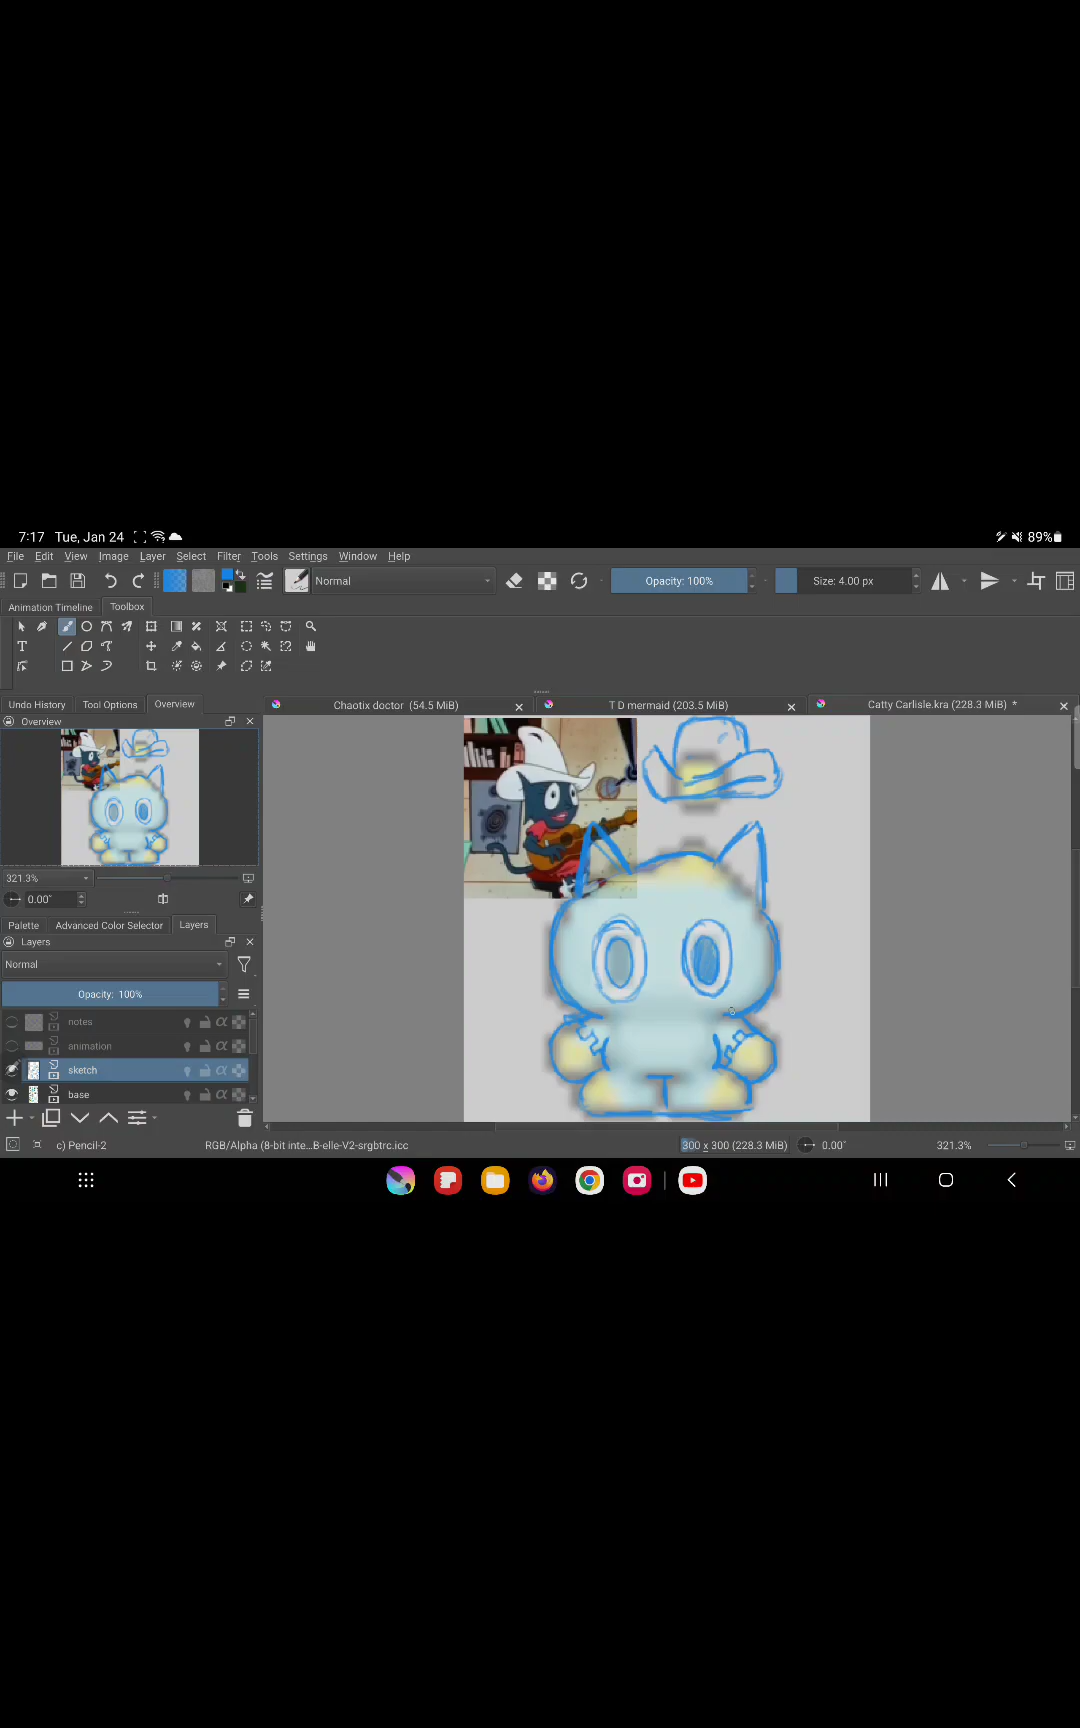 7:17 Tue, Jan 24 89%
File Edit View Image Layer Select Filter Tools Settings Window Help
Normal Opacity: 100% Size: 4.00 px
Animation Timeline Toolbox
T
Undo History Tool Options Overview Chaotix doctor (54.5 MiB) T D mermaid (203.5 MiB) Catty Carlisle.kra (228.3 MiB) *
Overview
321.3%
0.00°
Palette Advanced Color Selector Layers
Layers
Normal
Opacity: 100%
notes
animation
sketch
base
c) Pencil-2 RGB/Alpha (8-bit inte...B-elle-V2-srgbtrc.icc 300 x 300 (228.3 MiB) 0.00° 321.3%